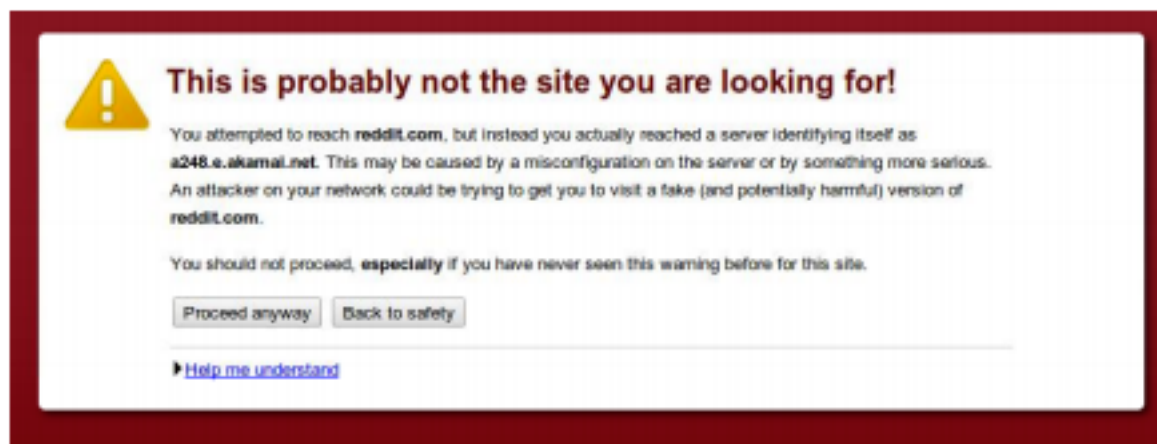 This is probably not the site you are looking for!
You attempted to reach reddit.com, but instead you actually reached a server identifying itself as
a248.e.akamai.net. This may be caused by a misconfiguration on the server or by something more serious.
An attacker on your network could be trying to get you to visit a fake (and potentially harmful) version of
reddit.com.
You should not proceed, especially if you have never seen this warning before for this site.
Proceed anyway Back to safety
Help me understand